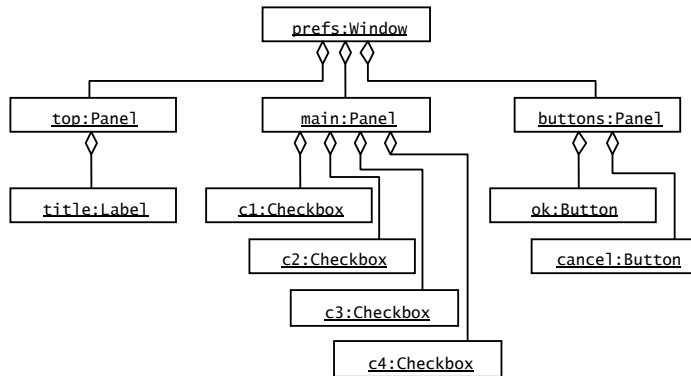 prefs:Window
top:Panel
main:Panel
buttons:Panel
title:Label
c1:Checkbox
ok:Button
c2:Checkbox
cancel:Button
c3:Checkbox
c4:Checkbox